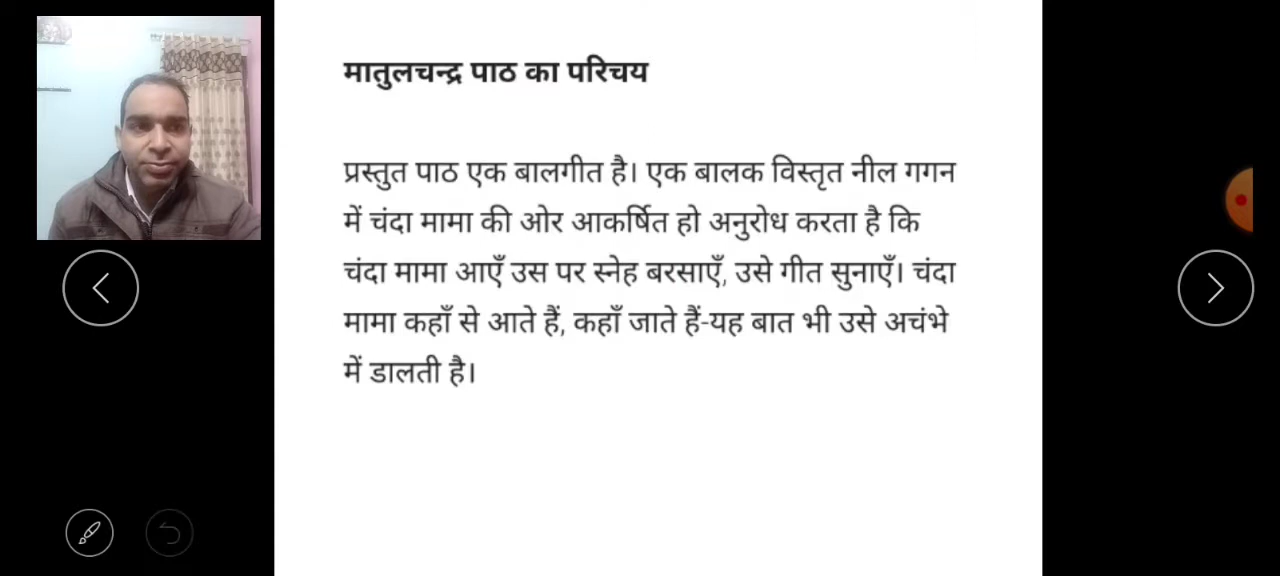 मातुलचन्द्र पाठ का परिचय
प्रस्तुत पाठ एक बालगीत है। एक बालक विस्तृत नील गगन
में चंदा मामा की ओर आकर्षित हो अनुरोध करता है कि
चंदा मामा आएँ उस पर स्नेह बरसाएँ, उसे गीत सुनाएँ। चंदा
मामा कहाँ से आते हैं, कहाँ जाते हैं-यह बात भी उसे अचंभे
में डालती है।